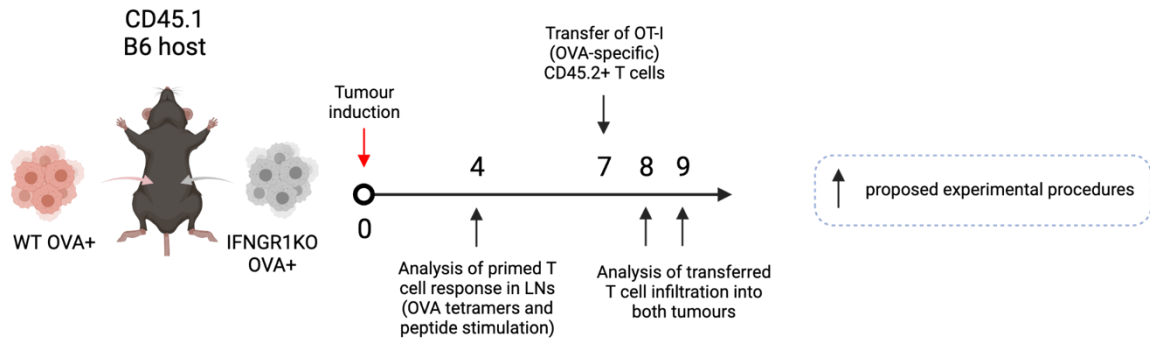 CD45.1
B6 host
WT OVA+
IFNGR1KO
OVA+
Tumour
induction
0
4
7
8
9
Transfer of OT-I
(OVA-specific)
CD45.2+ T cells
Analysis of primed T
cell response in LNs
(OVA tetramers and
peptide stimulation)
Analysis of transferred
T cell infiltration into
both tumours
proposed experimental procedures